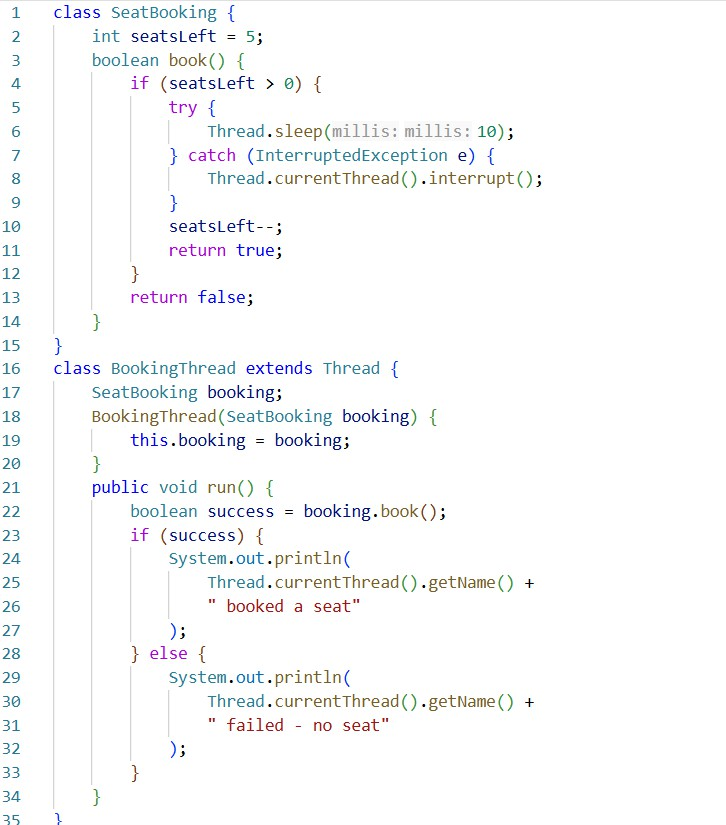 1 class SeatBooking {
2     int seatsLeft = 5;
3     boolean book() {
4         if (seatsLeft > 0) {
5             try {
6                 Thread.sleep(millis: millis: 10);
7             } catch (InterruptedException e) {
8                 Thread.currentThread().interrupt();
9             }
10             seatsLeft--;
11             return true;
12         }
13         return false;
14     }
15 }
16 class BookingThread extends Thread {
17     SeatBooking booking;
18     BookingThread(SeatBooking booking) {
19         this.booking = booking;
20     }
21     public void run() {
22         boolean success = booking.book();
23         if (success) {
24             System.out.println(
25                 Thread.currentThread().getName() +
26                 " booked a seat"
27             );
28         } else {
29             System.out.println(
30                 Thread.currentThread().getName() +
31                 " failed - no seat"
32             );
33         }
34     }
35 }